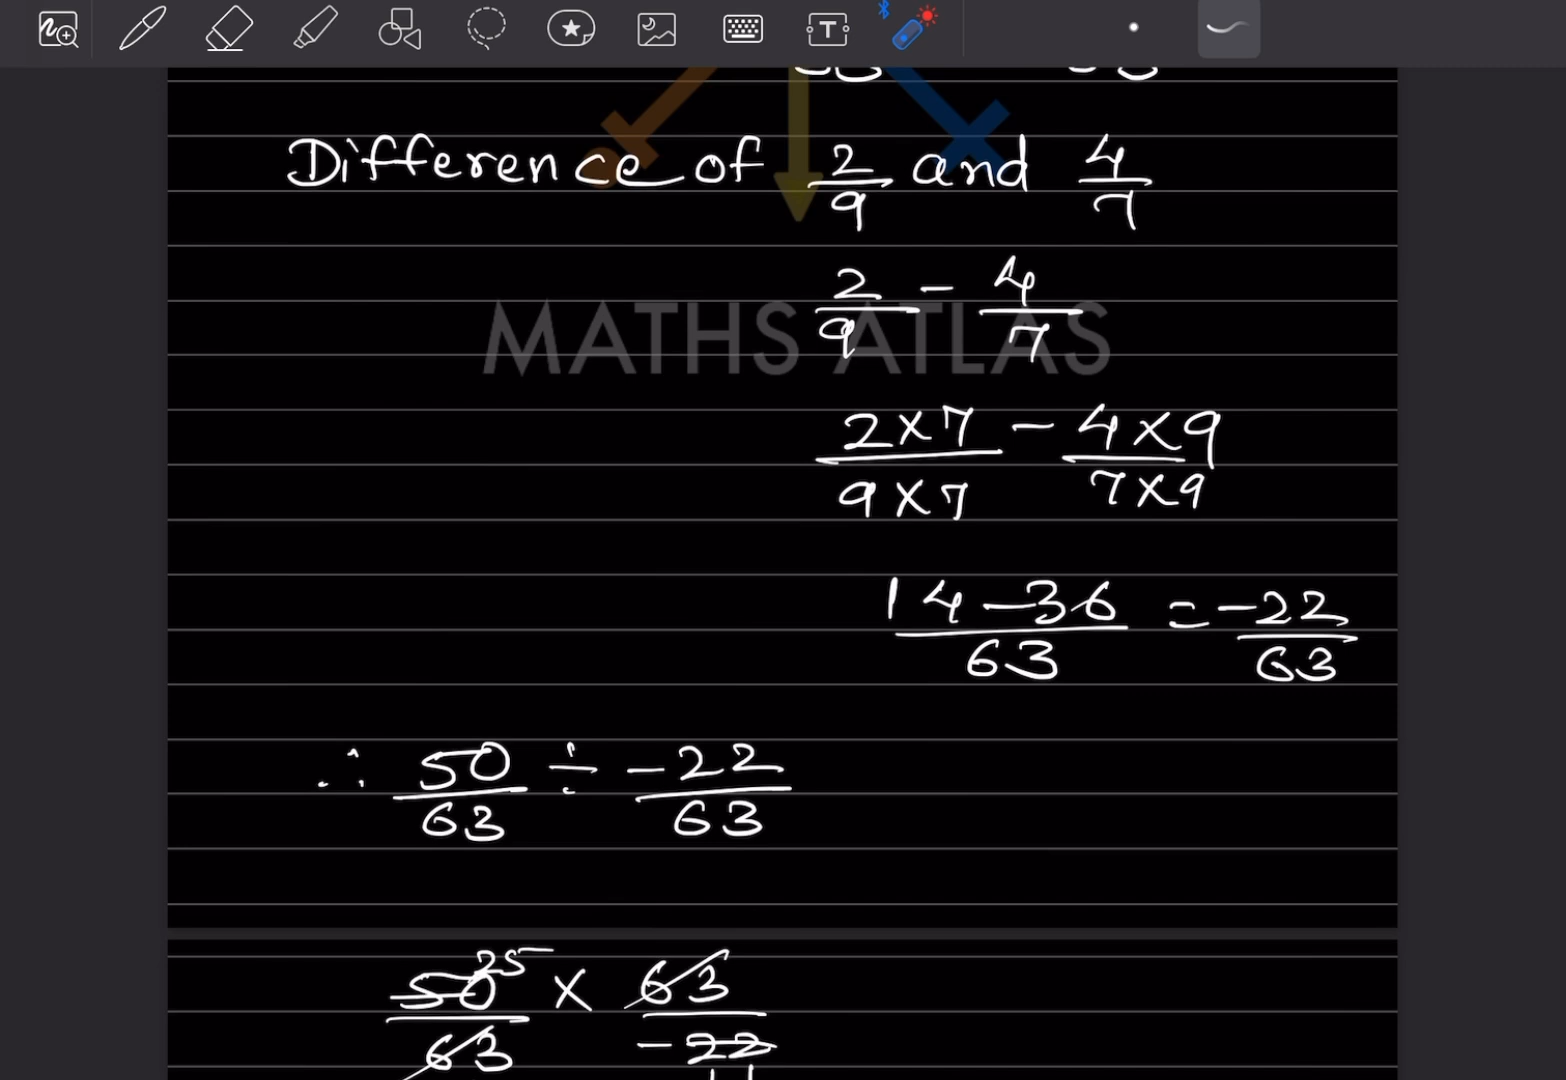 Difference of 2/9 and 4/7
2/9 - 4/7
MATHS ATLAS
2×7/9×7 - 4×9/7×9
14-36/63 = -22/63
∴ 50/63 ÷ -22/63
50 25/63 × 63/-22 11